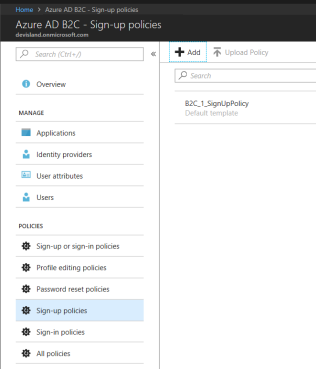 Home > Azure AD B2C - Sign-up policies
Azure AD B2C - Sign-up policies
devisland.onmicrosoft.com
Search (Ctrl+/)
«
+ Add
Upload Policy
Search
Overview
B2C_1_SignUpPolicy
Default template
MANAGE
Applications
Identity providers
User attributes
Users
POLICIES
Sign-up or sign-in policies
Profile editing policies
Password reset policies
Sign-up policies
Sign-in policies
All policies